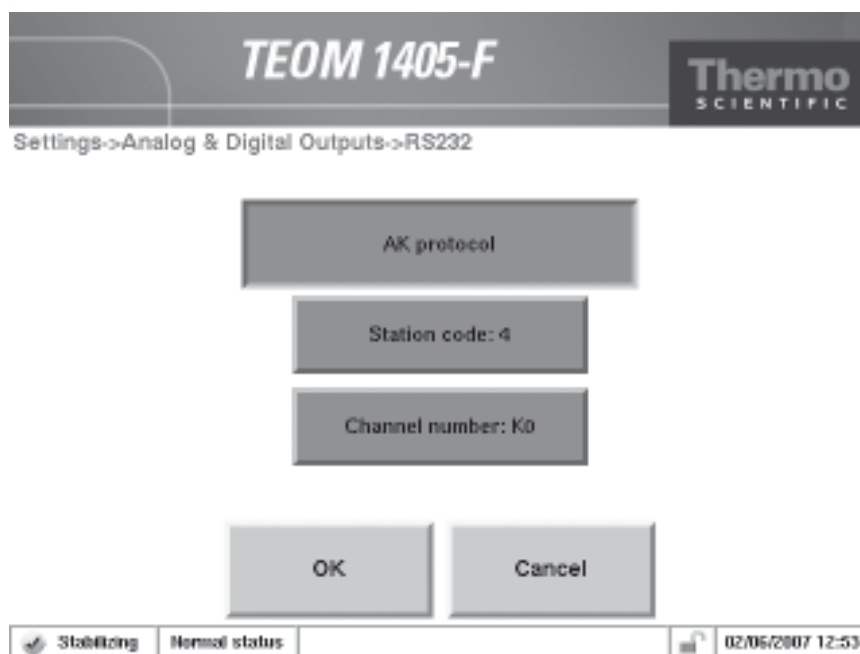 TEOM 1405-F
Thermo
SCIENTIFIC
Settings->Analog & Digital Outputs->RS232
AK protocol
Station code: 4
Channel number: K0
OK Cancel
Stabilizing Normal status 02/06/2007 12:53